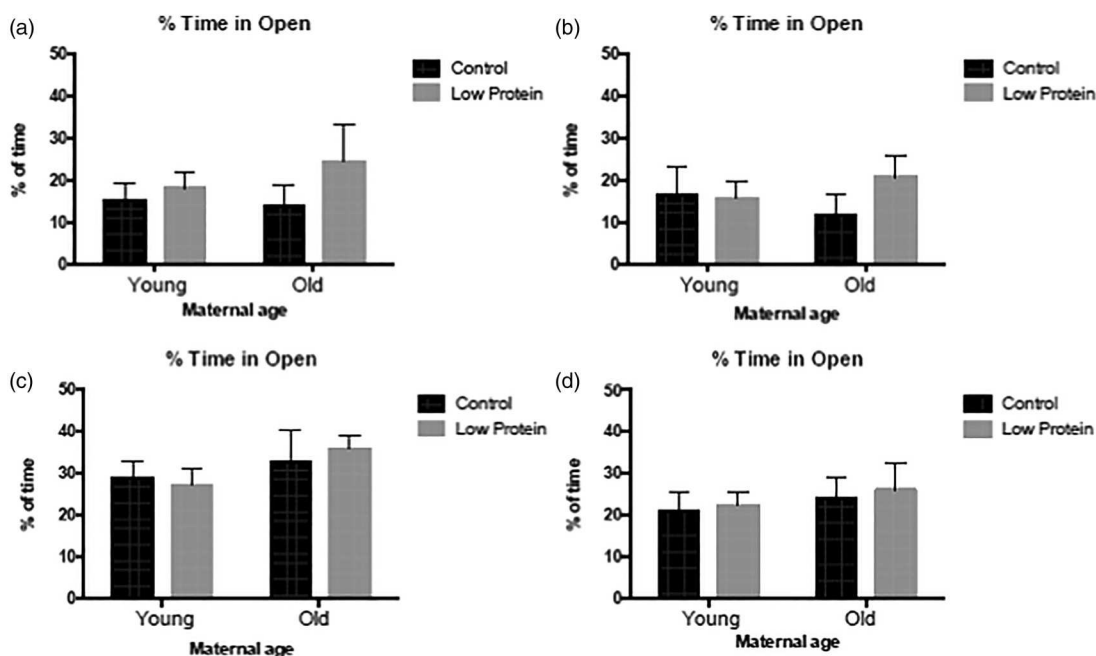 (a)
% Time in Open
50
40
30
20
10
0
% of time
Young Old
Maternal age
Control
Low Protein
(b)
% Time in Open
50
40
30
20
10
0
% of time
Young Old
Maternal age
Control
Low Protein
(c)
% Time in Open
50
40
30
20
10
0
% of time
Young Old
Maternal age
Control
Low Protein
(d)
% Time in Open
50
40
30
20
10
0
% of time
Young Old
Maternal age
Control
Low Protein